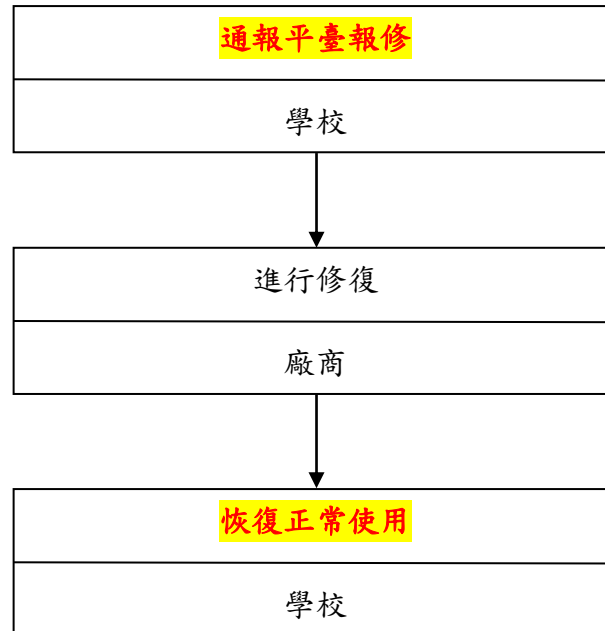 通報平臺報修
學校
進行修復
廠商
恢復正常使用
學校